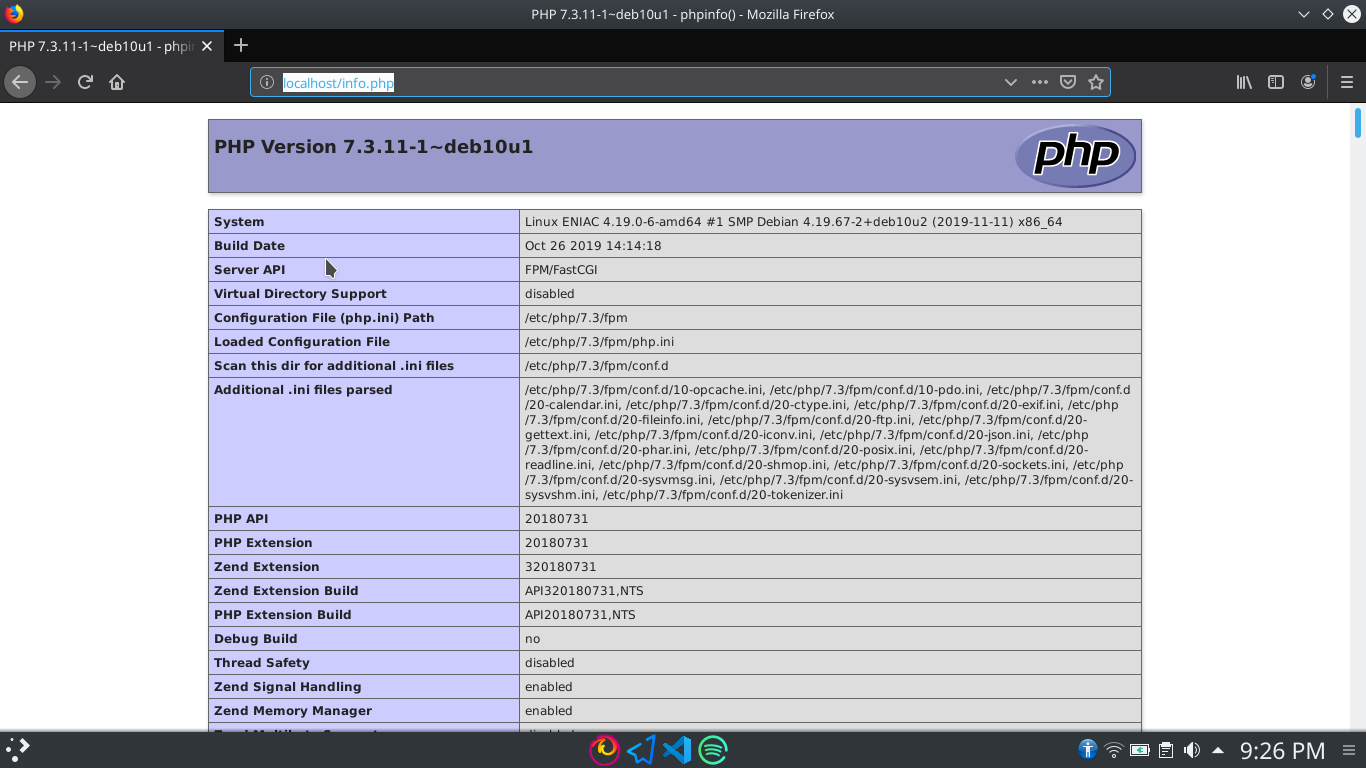 PHP 7.3.11-1~deb10u1 - phpinfo() - Mozilla Firefox
PHP 7.3.11-1~deb10u1 - phpin
localhost/info.php
PHP Version 7.3.11-1~deb10u1
php
System Linux ENIAC 4.19.0-6-amd64 #1 SMP Debian 4.19.67-2+deb10u2 (2019-11-11) x86_64
Build Date Oct 26 2019 14:14:18
Server API FPM/FastCGI
Virtual Directory Support disabled
Configuration File (php.ini) Path /etc/php/7.3/fpm
Loaded Configuration File /etc/php/7.3/fpm/php.ini
Scan this dir for additional .ini files /etc/php/7.3/fpm/conf.d
Additional .ini files parsed /etc/php/7.3/fpm/conf.d/10-opcache.ini, /etc/php/7.3/fpm/conf.d/10-pdo.ini, /etc/php/7.3/fpm/conf.d
/20-calendar.ini, /etc/php/7.3/fpm/conf.d/20-ctype.ini, /etc/php/7.3/fpm/conf.d/20-exif.ini, /etc/php
/7.3/fpm/conf.d/20-fileinfo.ini, /etc/php/7.3/fpm/conf.d/20-ftp.ini, /etc/php/7.3/fpm/conf.d/20-
gettext.ini, /etc/php/7.3/fpm/conf.d/20-iconv.ini, /etc/php/7.3/fpm/conf.d/20-json.ini, /etc/php
/7.3/fpm/conf.d/20-phar.ini, /etc/php/7.3/fpm/conf.d/20-posix.ini, /etc/php/7.3/fpm/conf.d/20-
readline.ini, /etc/php/7.3/fpm/conf.d/20-shmop.ini, /etc/php/7.3/fpm/conf.d/20-sockets.ini, /etc/php
/7.3/fpm/conf.d/20-sysvmsg.ini, /etc/php/7.3/fpm/conf.d/20-sysvsem.ini, /etc/php/7.3/fpm/conf.d/20-
sysvshm.ini, /etc/php/7.3/fpm/conf.d/20-tokenizer.ini
PHP API 20180731
PHP Extension 20180731
Zend Extension 320180731
Zend Extension Build API320180731,NTS
PHP Extension Build API20180731,NTS
Debug Build no
Thread Safety disabled
Zend Signal Handling enabled
Zend Memory Manager enabled
9:26 PM